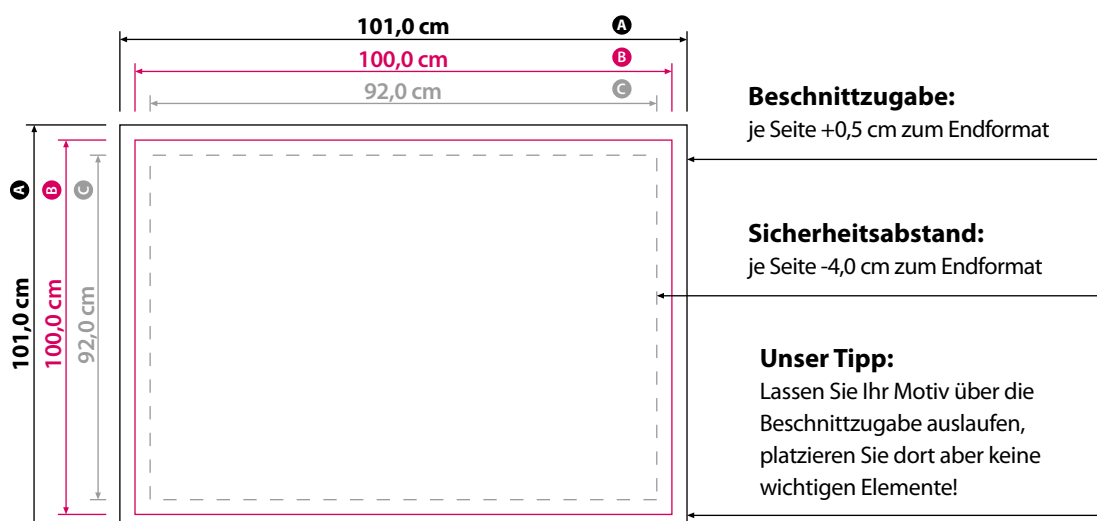 101,0 cm A
100,0 cm B
92,0 cm C
A
B
C
101,0 cm
100,0 cm
92,0 cm
Beschnittzugabe:
je Seite +0,5 cm zum Endformat
Sicherheitsabstand:
je Seite -4,0 cm zum Endformat
Unser Tipp:
Lassen Sie Ihr Motiv über die
Beschnittzugabe auslaufen,
platzieren Sie dort aber keine
wichtigen Elemente!